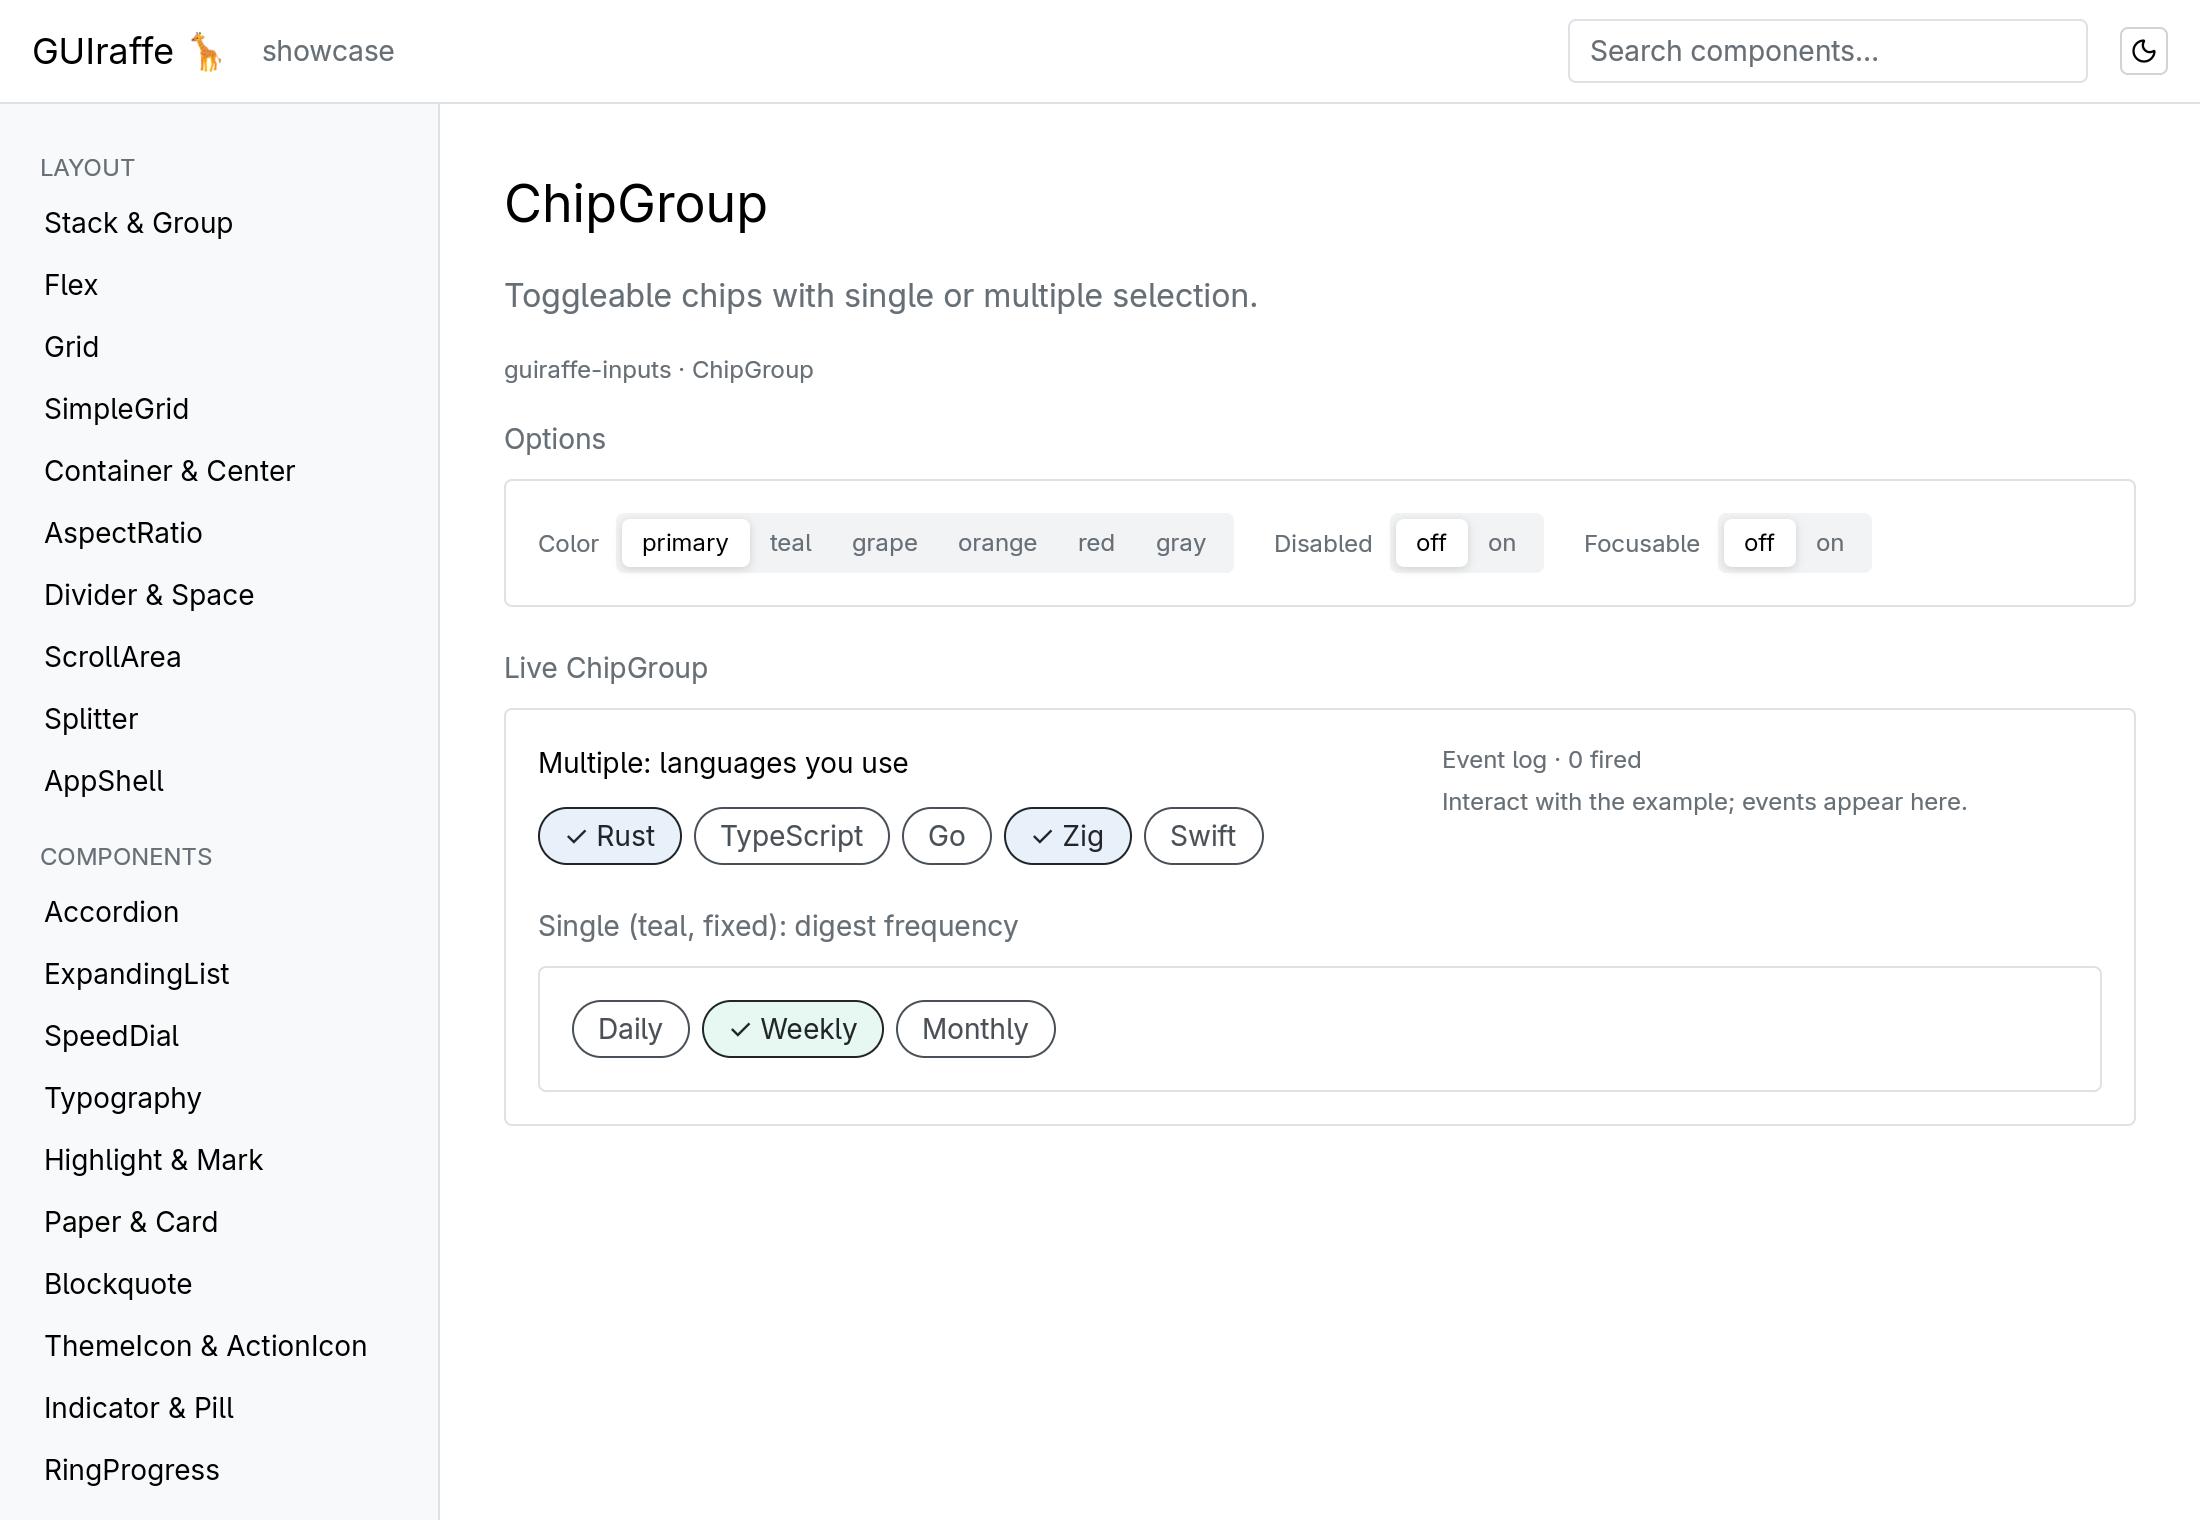 GUIraffe 🦒 showcase
Search components...
LAYOUT
Stack & Group
Flex
Grid
SimpleGrid
Container & Center
AspectRatio
Divider & Space
ScrollArea
Splitter
AppShell
COMPONENTS
Accordion
ExpandingList
SpeedDial
Typography
Highlight & Mark
Paper & Card
Blockquote
ThemeIcon & ActionIcon
Indicator & Pill
RingProgress
ChipGroup
Toggleable chips with single or multiple selection.
guiraffe-inputs · ChipGroup
Options
Color primary teal grape orange red gray Disabled off on Focusable off on
Live ChipGroup
Multiple: languages you use
✓ Rust TypeScript Go ✓ Zig Swift
Event log · 0 fired
Interact with the example; events appear here.
Single (teal, fixed): digest frequency
Daily ✓ Weekly Monthly